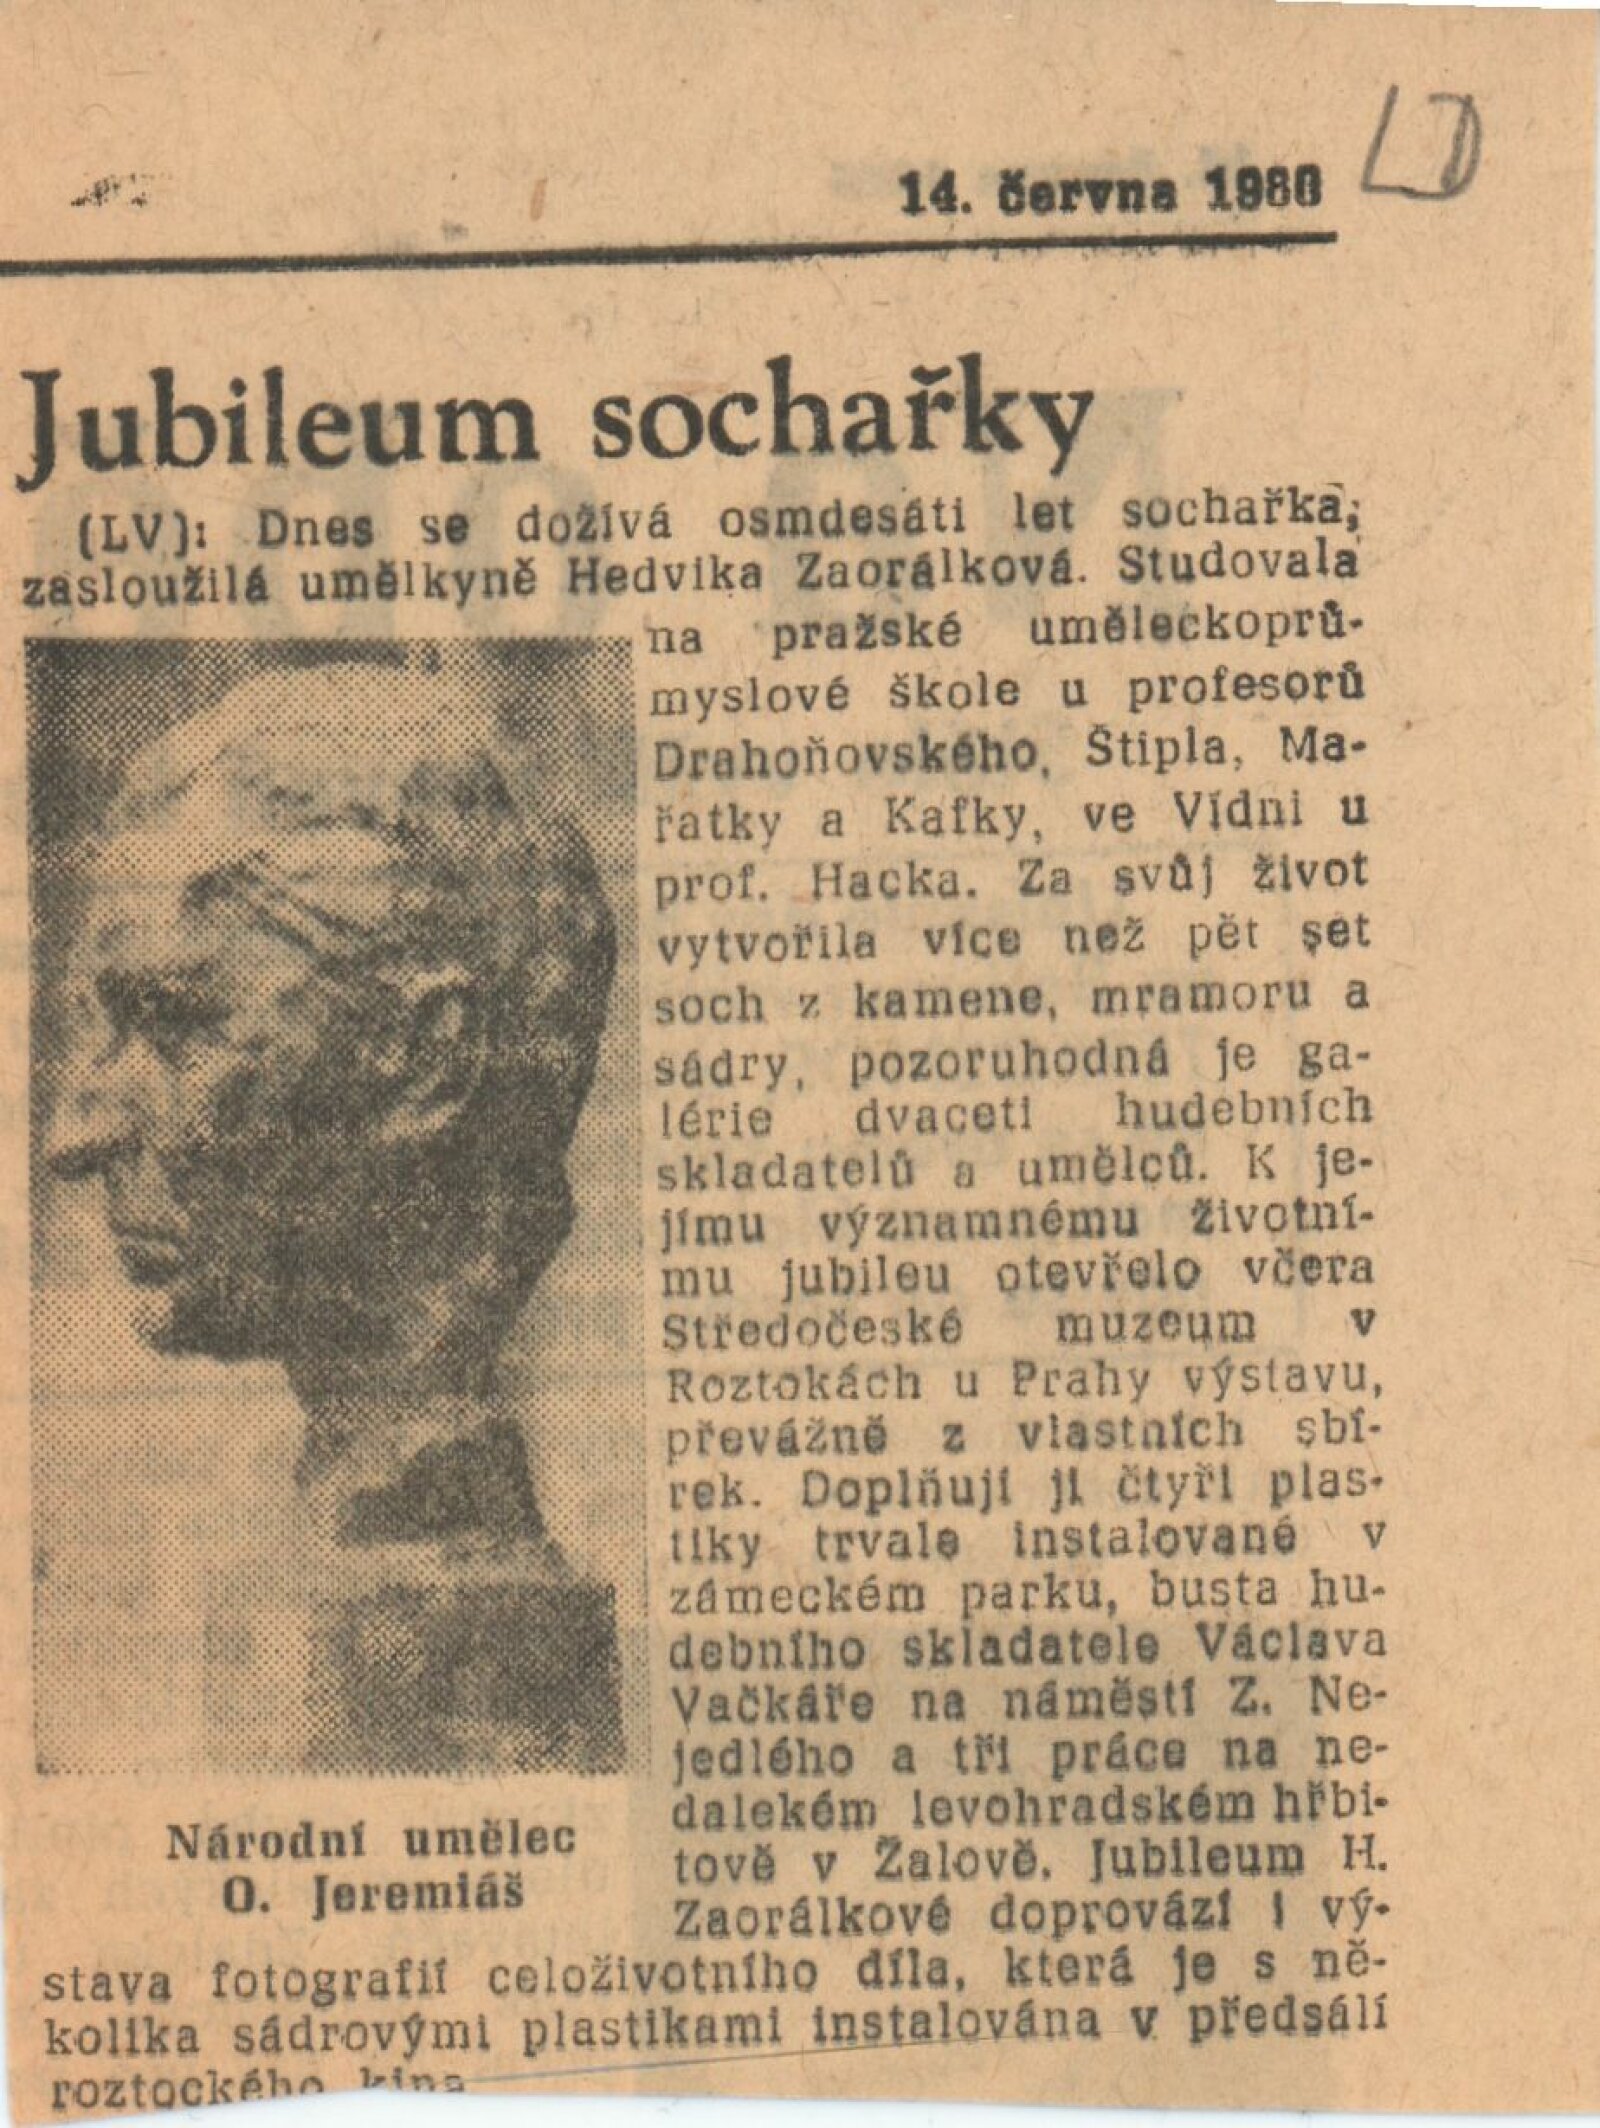 14. června 1980
LD
Jubileum sochařky
(LV): Dnes se dožívá osmdesáti let sochařka,
zasloužilá umělkyně Hedvika Zaorálková. Studovala
na pražské uměleckoprů-
myslové škole u profesorů
Drahoňovského, Štipla, Ma-
řatky a Kafky, ve Vídni u
prof. Hacka. Za svůj život
vytvořila více než pět set
soch z kamene, mramoru a
sádry, pozoruhodná je ga-
lérie dvaceti hudebních
skladatelů a umělců. K je-
jímu významnému životní-
mu jubileu otevřelo včera
Středočeské muzeum v
Roztokách u Prahy výstavu,
převážně z vlastních sbí-
rek. Doplňují ji čtyři plas-
tiky trvale instalované v
zámeckém parku, busta hu-
debního skladatele Václava
Vačkáře na náměstí Z. Ne-
jedlého a tři práce na ne-
dalekém levohradském hřbi-
tově v Žalově. Jubileum H.
Zaorálkové doprovází i vý-
stava fotografií celoživotního díla, která je s ně-
kolika sádrovými plastikami instalována v předsálí
roztockého kina
Národní umělec
O. Jeremiáš